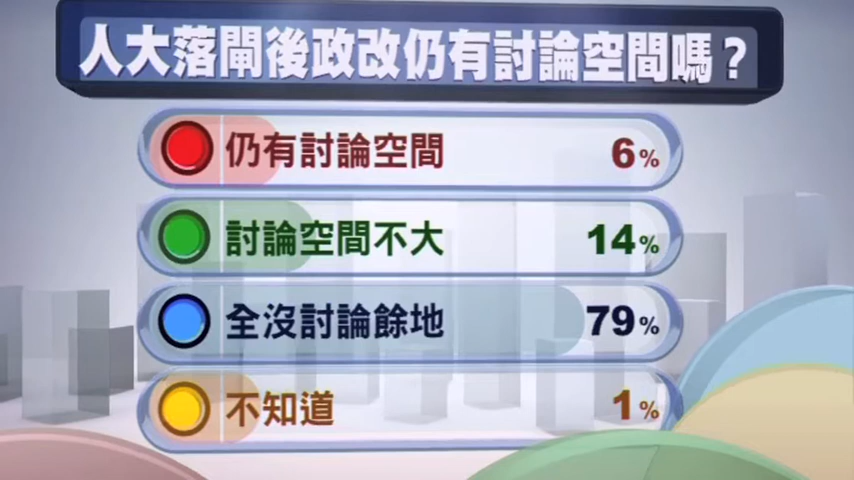 人大落閘後政改仍有討論空間嗎？
仍有討論空間 6%
討論空間不大 14%
全沒討論餘地 79%
不知道 1%